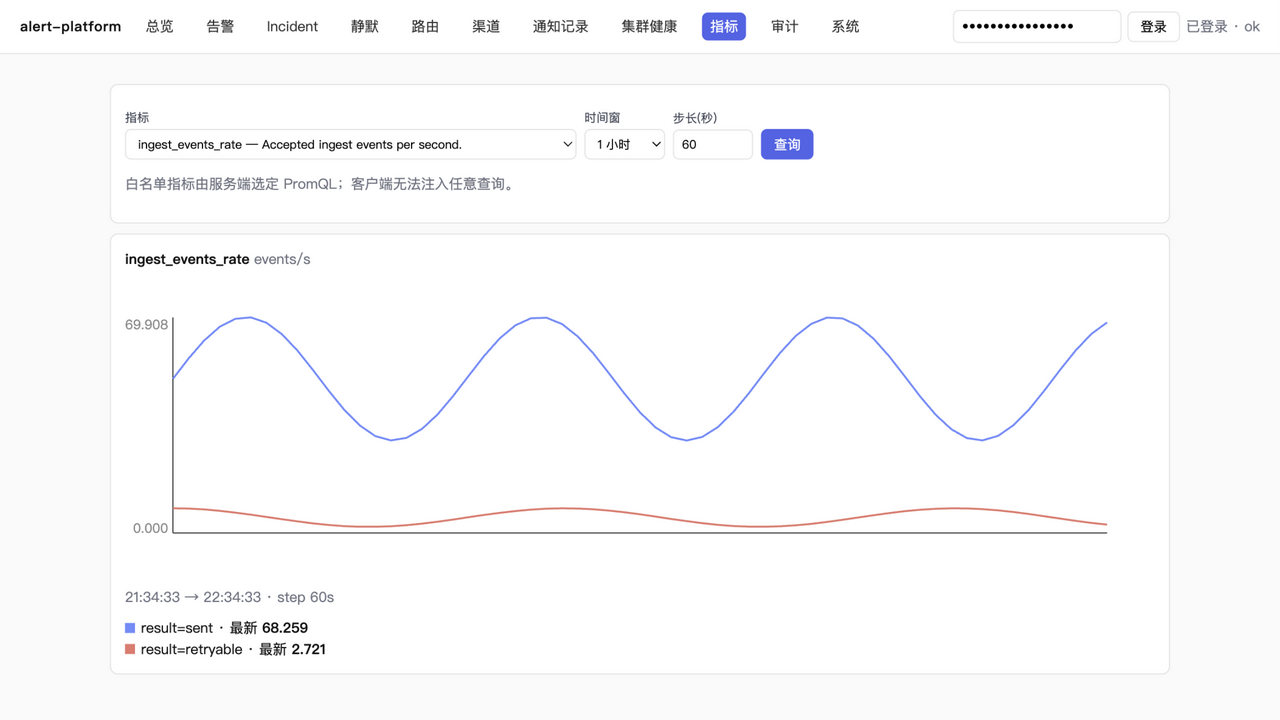 alert-platform 总览 告警 Incident 静默 路由 渠道 通知记录 集群健康 指标 审计 系统 •••••••••••••••• 登录 已登录 · ok
指标 时间窗 步长(秒)
ingest_events_rate — Accepted ingest events per second. 1 小时 60 查询
白名单指标由服务端选定 PromQL；客户端无法注入任意查询。
ingest_events_rate events/s
69.908
0.000
21:34:33 → 22:34:33 · step 60s
result=sent · 最新 68.259
result=retryable · 最新 2.721